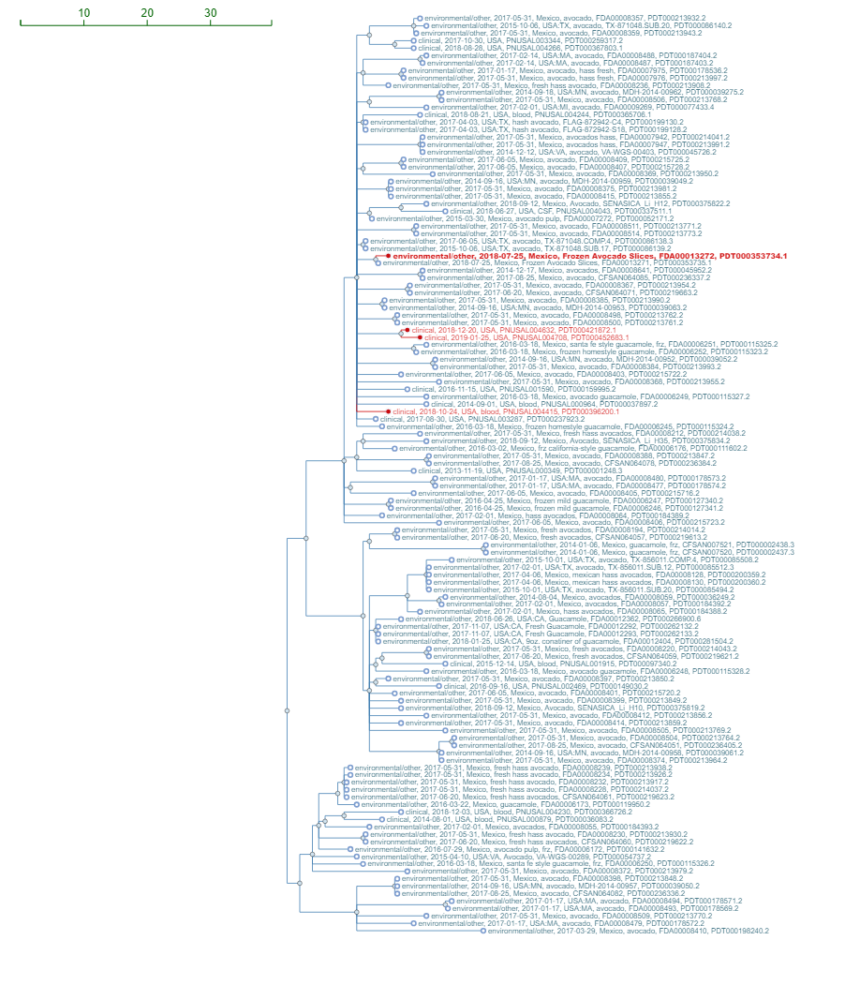 10 20 30
environmental/other, 2017-05-31, Mexico, avocado, FDA00008357, PDT000213932.2
environmental/other, 2015-10-06, USA:TX, avocado, TX-871048.SUB.20, PDT000086140.2
environmental/other, 2017-05-31, Mexico, avocado, FDA00008359, PDT000213943.2
clinical, 2017-10-30, USA, PNUSAL003344, PDT000259317.2
clinical, 2018-08-28, USA, PNUSAL004266, PDT000367803.1
environmental/other, 2017-02-14, USA:MA, avocado, FDA00008488, PDT000187404.2
environmental/other, 2017-02-14, USA:MA, avocado, FDA00008487, PDT000187403.2
environmental/other, 2017-01-17, Mexico, avocado, hass fresh, FDA00007975, PDT000178536.2
environmental/other, 2017-05-31, Mexico, avocado, hass fresh, FDA00007976, PDT000213997.2
environmental/other, 2017-05-31, Mexico, fresh hass avocado, FDA00008236, PDT000213908.2
environmental/other, 2014-09-18, USA:MN, avocado, MDH-2014-00962, PDT000039275.2
environmental/other, 2017-05-31, Mexico, avocado, FDA00008506, PDT000213768.2
environmental/other, 2017-02-01, USA:MI, avocado, FDA00009269, PDT000077433.4
clinical, 2018-08-21, USA, blood, PNUSAL004244, PDT000365706.1
environmental/other, 2017-04-03, USA:TX, hash avocado, FLAG-872942-C4, PDT000199130.2
environmental/other, 2017-04-03, USA:TX, hash avocado, FLAG-872942-S18, PDT000199128.2
environmental/other, 2017-05-31, Mexico, avocados hass, FDA00007942, PDT000214041.2
environmental/other, 2017-05-31, Mexico, avocados hass, FDA00007947, PDT000213991.2
environmental/other, 2014-12-12, USA:VA, avocado, VA-WGS-00403, PDT000045726.2
environmental/other, 2017-06-05, Mexico, avocado, FDA00008409, PDT000215725.2
environmental/other, 2017-06-05, Mexico, avocado, FDA00008407, PDT000215728.2
environmental/other, 2017-05-31, Mexico, avocado, FDA00008369, PDT000213950.2
environmental/other, 2014-09-16, USA:MN, avocado, MDH-2014-00959, PDT000039049.2
environmental/other, 2017-05-31, Mexico, avocado, FDA00008375, PDT000213981.2
environmental/other, 2017-05-31, Mexico, avocado, FDA00008415, PDT000213855.2
environmental/other, 2018-09-12, Mexico, Avocado, SENASICA_Li_H12, PDT000375822.2
clinical, 2018-06-27, USA, CSF, PNUSAL004043, PDT000337511.1
environmental/other, 2015-03-30, Mexico, avocado pulp, FDA00007272, PDT000052171.2
environmental/other, 2017-05-31, Mexico, avocado, FDA00008511, PDT000213771.2
environmental/other, 2017-05-31, Mexico, avocado, FDA00008514, PDT000213773.2
environmental/other, 2017-06-05, USA:TX, avocado, TX-871048.COMP.4, PDT000086138.3
environmental/other, 2015-10-06, USA:TX, avocado, TX-871048.SUB.17, PDT000086139.2
environmental/other, 2018-07-25, Mexico, Frozen Avocado Slices, FDA00013272, PDT000353734.1
environmental/other, 2018-07-25, Mexico, Frozen Avocado Slices, FDA00013271, PDT000353735.1
environmental/other, 2014-12-17, Mexico, avocados, FDA00008641, PDT000045952.2
environmental/other, 2017-08-25, Mexico, avocado, CFSAN064085, PDT000236337.2
environmental/other, 2017-05-31, Mexico, avocado, FDA00008367, PDT000213954.2
environmental/other, 2017-06-20, Mexico, avocado, CFSAN064071, PDT000219663.2
environmental/other, 2017-05-31, Mexico, avocado, FDA00008385, PDT000213990.2
environmental/other, 2014-09-16, USA:MN, avocado, MDH-2014-00953, PDT000039063.2
environmental/other, 2017-05-31, Mexico, avocado, FDA00008498, PDT000213762.2
environmental/other, 2017-05-31, Mexico, avocado, FDA00008500, PDT000213761.2
clinical, 2018-12-20, USA, PNUSAL004632, PDT000421872.1
clinical, 2019-01-25, USA, PNUSAL004708, PDT000452683.1
environmental/other, 2016-03-18, Mexico, santa fe style guacamole, frz, FDA00006251, PDT000115325.2
environmental/other, 2016-03-18, Mexico, frozen homestyle guacamole, FDA00006252, PDT000115323.2
environmental/other, 2014-09-16, USA:MN, avocado, MDH-2014-00952, PDT000039052.2
environmental/other, 2017-05-31, Mexico, avocado, FDA00008384, PDT000213993.2
environmental/other, 2017-06-05, Mexico, avocado, FDA00008403, PDT000215722.2
environmental/other, 2017-05-31, Mexico, avocado, FDA00008368, PDT000213955.2
clinical, 2016-11-15, USA, PNUSAL001590, PDT000159995.2
environmental/other, 2016-03-18, Mexico, avocado guacamole, FDA00006249, PDT000115327.2
clinical, 2014-09-01, USA, blood, PNUSAL000964, PDT000037897.2
clinical, 2018-10-24, USA, blood, PNUSAL004415, PDT000396200.1
clinical, 2017-08-30, USA, PNUSAL003287, PDT000237923.2
environmental/other, 2016-03-18, Mexico, frozen homestyle guacamole, FDA00006245, PDT000115324.2
environmental/other, 2017-05-31, Mexico, fresh hass avocados, FDA00008212, PDT000214038.2
environmental/other, 2018-09-12, Mexico, Avocado, SENASICA_Li_H35, PDT000375834.2
environmental/other, 2016-03-02, Mexico, frz california-style guacamole, FDA00006176, PDT000111602.2
environmental/other, 2017-05-31, Mexico, avocado, FDA00008388, PDT000213847.2
environmental/other, 2017-08-25, Mexico, avocado, CFSAN064078, PDT000236384.2
clinical, 2013-11-19, USA, PNUSAL000349, PDT000001248.3
environmental/other, 2017-01-17, USA:MA, avocado, FDA00008480, PDT000178573.2
environmental/other, 2017-01-17, USA:MA, avocado, FDA00008477, PDT000178574.2
environmental/other, 2017-06-05, Mexico, avocado, FDA00008405, PDT000215716.2
environmental/other, 2016-04-25, Mexico, frozen mild guacamole, FDA00006247, PDT000127340.2
environmental/other, 2016-04-25, Mexico, frozen mild guacamole, FDA00006246, PDT000127341.2
environmental/other, 2017-02-01, Mexico, hass avocados, FDA00008064, PDT000184389.2
environmental/other, 2017-06-05, Mexico, avocado, FDA00008406, PDT000215723.2
environmental/other, 2017-05-31, Mexico, fresh avocados, FDA00008194, PDT000214014.2
environmental/other, 2017-06-20, Mexico, fresh avocados, CFSAN064057, PDT000219613.2
environmental/other, 2014-01-06, Mexico, guacamole, frz, CFSAN007521, PDT000002438.3
environmental/other, 2014-01-06, Mexico, guacamole, frz, CFSAN007520, PDT000002437.3
environmental/other, 2015-10-01, USA:TX, avocado, TX-856011.COMP.4, PDT000085508.2
environmental/other, 2017-02-01, USA:TX, avocado, TX-856011.SUB.12, PDT000085512.3
environmental/other, 2017-04-06, Mexico, mexican hass avocados, FDA00008128, PDT000200359.2
environmental/other, 2017-04-06, Mexico, mexican hass avocados, FDA00008130, PDT000200360.2
environmental/other, 2015-10-01, USA:TX, avocado, TX-856011.SUB.20, PDT000085494.2
environmental/other, 2014-08-04, Mexico, avocados, FDA00008059, PDT000036249.2
environmental/other, 2017-02-01, Mexico, avocados, FDA00008057, PDT000184392.2
environmental/other, 2017-02-01, Mexico, hass avocados, FDA00008065, PDT000184388.2
environmental/other, 2018-06-26, USA:CA, Guacamole, FDA00012362, PDT000266900.6
environmental/other, 2017-11-07, USA:CA, Fresh Guacamole, FDA00012292, PDT000262132.2
environmental/other, 2017-11-07, USA:CA, Fresh Guacamole, FDA00012293, PDT000262133.2
environmental/other, 2018-01-25, USA:CA, 9oz. conatiner of guacamole, FDA00012404, PDT000281504.2
environmental/other, 2017-05-31, Mexico, fresh avocados, FDA00008220, PDT000214043.2
environmental/other, 2017-06-20, Mexico, fresh avocados, CFSAN064059, PDT000219621.2
clinical, 2015-12-14, USA, blood, PNUSAL001915, PDT000097340.2
environmental/other, 2016-03-18, Mexico, avocado guacamole, FDA00006248, PDT000115328.2
environmental/other, 2017-05-31, Mexico, avocado, FDA00008397, PDT000213850.2
clinical, 2016-09-16, USA, PNUSAL002469, PDT000149030.2
environmental/other, 2017-06-05, Mexico, avocado, FDA00008401, PDT000215720.2
environmental/other, 2017-05-31, Mexico, avocado, FDA00008399, PDT000213849.2
environmental/other, 2018-09-12, Mexico, Avocado, SENASICA_Li_H10, PDT000375819.2
environmental/other, 2017-05-31, Mexico, avocado, FDA00008412, PDT000213856.2
environmental/other, 2017-05-31, Mexico, avocado, FDA00008414, PDT000213859.2
environmental/other, 2017-05-31, Mexico, avocado, FDA00008505, PDT000213769.2
environmental/other, 2017-05-31, Mexico, avocado, FDA00008504, PDT000213764.2
environmental/other, 2017-08-25, Mexico, avocado, CFSAN064051, PDT000236405.2
environmental/other, 2014-09-16, USA:MN, avocado, MDH-2014-00958, PDT000039061.2
environmental/other, 2017-05-31, Mexico, avocado, FDA00008374, PDT000213964.2
environmental/other, 2017-05-31, Mexico, fresh hass avocado, FDA00008239, PDT000213938.2
environmental/other, 2017-05-31, Mexico, fresh hass avocado, FDA00008234, PDT000213926.2
environmental/other, 2017-05-31, Mexico, fresh hass avocado, FDA00008232, PDT000213917.2
environmental/other, 2017-05-31, Mexico, fresh hass avocado, FDA00008228, PDT000214037.2
environmental/other, 2017-06-20, Mexico, fresh hass avocados, CFSAN064061, PDT000219623.2
environmental/other, 2016-03-22, Mexico, guacamole, FDA00006173, PDT000119950.2
clinical, 2018-12-03, USA, blood, PNUSAL004230, PDT000366726.2
clinical, 2014-08-01, USA, blood, PNUSAL000879, PDT000036083.2
environmental/other, 2017-02-01, Mexico, avocados, FDA00008055, PDT000184393.2
environmental/other, 2017-05-31, Mexico, fresh hass avocado, FDA00008230, PDT000213930.2
environmental/other, 2017-06-20, Mexico, fresh hass avocados, CFSAN064060, PDT000219622.2
environmental/other, 2016-07-29, Mexico, avocado pulp, frz, FDA00006172, PDT000141632.2
environmental/other, 2015-04-10, USA:VA, Avocado, VA-WGS-00289, PDT000054737.2
environmental/other, 2016-03-18, Mexico, santa fe style guacamole, frz, FDA00006250, PDT000115326.2
environmental/other, 2017-05-31, Mexico, avocado, FDA00008372, PDT000213979.2
environmental/other, 2017-05-31, Mexico, avocado, FDA00008398, PDT000213848.2
environmental/other, 2014-09-16, USA:MN, avocado, MDH-2014-00957, PDT000039050.2
environmental/other, 2017-08-25, Mexico, avocado, CFSAN064082, PDT000236336.2
environmental/other, 2017-01-17, USA:MA, avocado, FDA00008494, PDT000178571.2
environmental/other, 2017-01-17, USA:MA, avocado, FDA00008493, PDT000178569.2
environmental/other, 2017-05-31, Mexico, avocado, FDA00008509, PDT000213770.2
environmental/other, 2017-01-17, USA:MA, avocado, FDA00008479, PDT000178572.2
environmental/other, 2017-03-29, Mexico, avocado, FDA00008410, PDT000198240.2